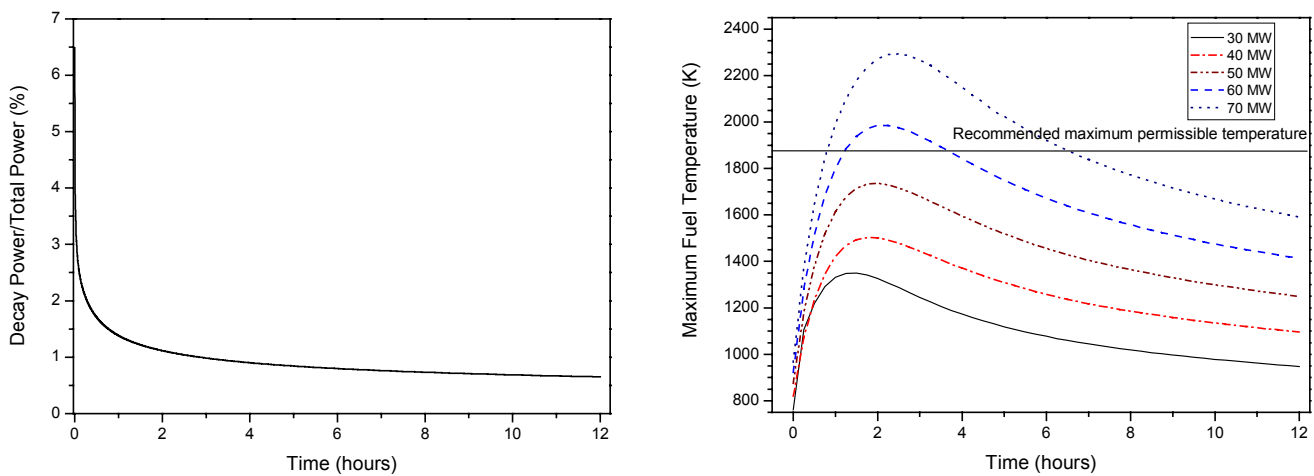 7
6
5
4
3
2
1
0
0 2 4 6 8 10 12
Decay Power/Total Power (%)
Time (hours)
2400
2200
2000
1800
1600
1400
1200
1000
800
0 2 4 6 8 10 12
Maximum Fuel Temperature (K)
Time (hours)
30 MW
40 MW
50 MW
60 MW
70 MW
Recommended maximum permissible temperature